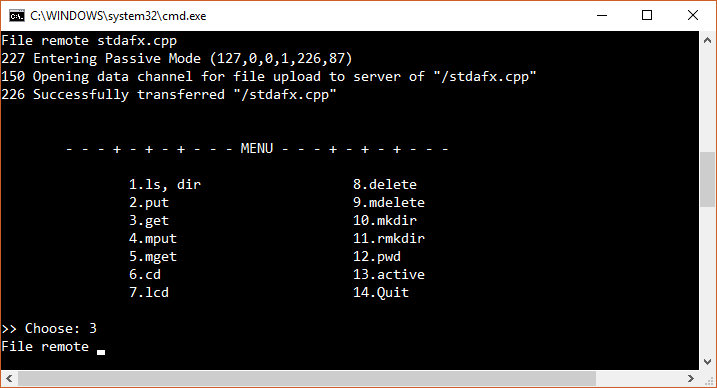 C:\WINDOWS\system32\cmd.exe
File remote stdafx.cpp
227 Entering Passive Mode (127,0,0,1,226,87)
150 Opening data channel for file upload to server of "/stdafx.cpp"
226 Successfully transferred "/stdafx.cpp"
- - - + - + - + - - - MENU - - - + - + - + - - -
1.ls, dir 8.delete
2.put 9.mdelete
3.get 10.mkdir
4.mput 11.rmkdir
5.mget 12.pwd
6.cd 13.active
7.lcd 14.Quit
>> Choose: 3
File remote